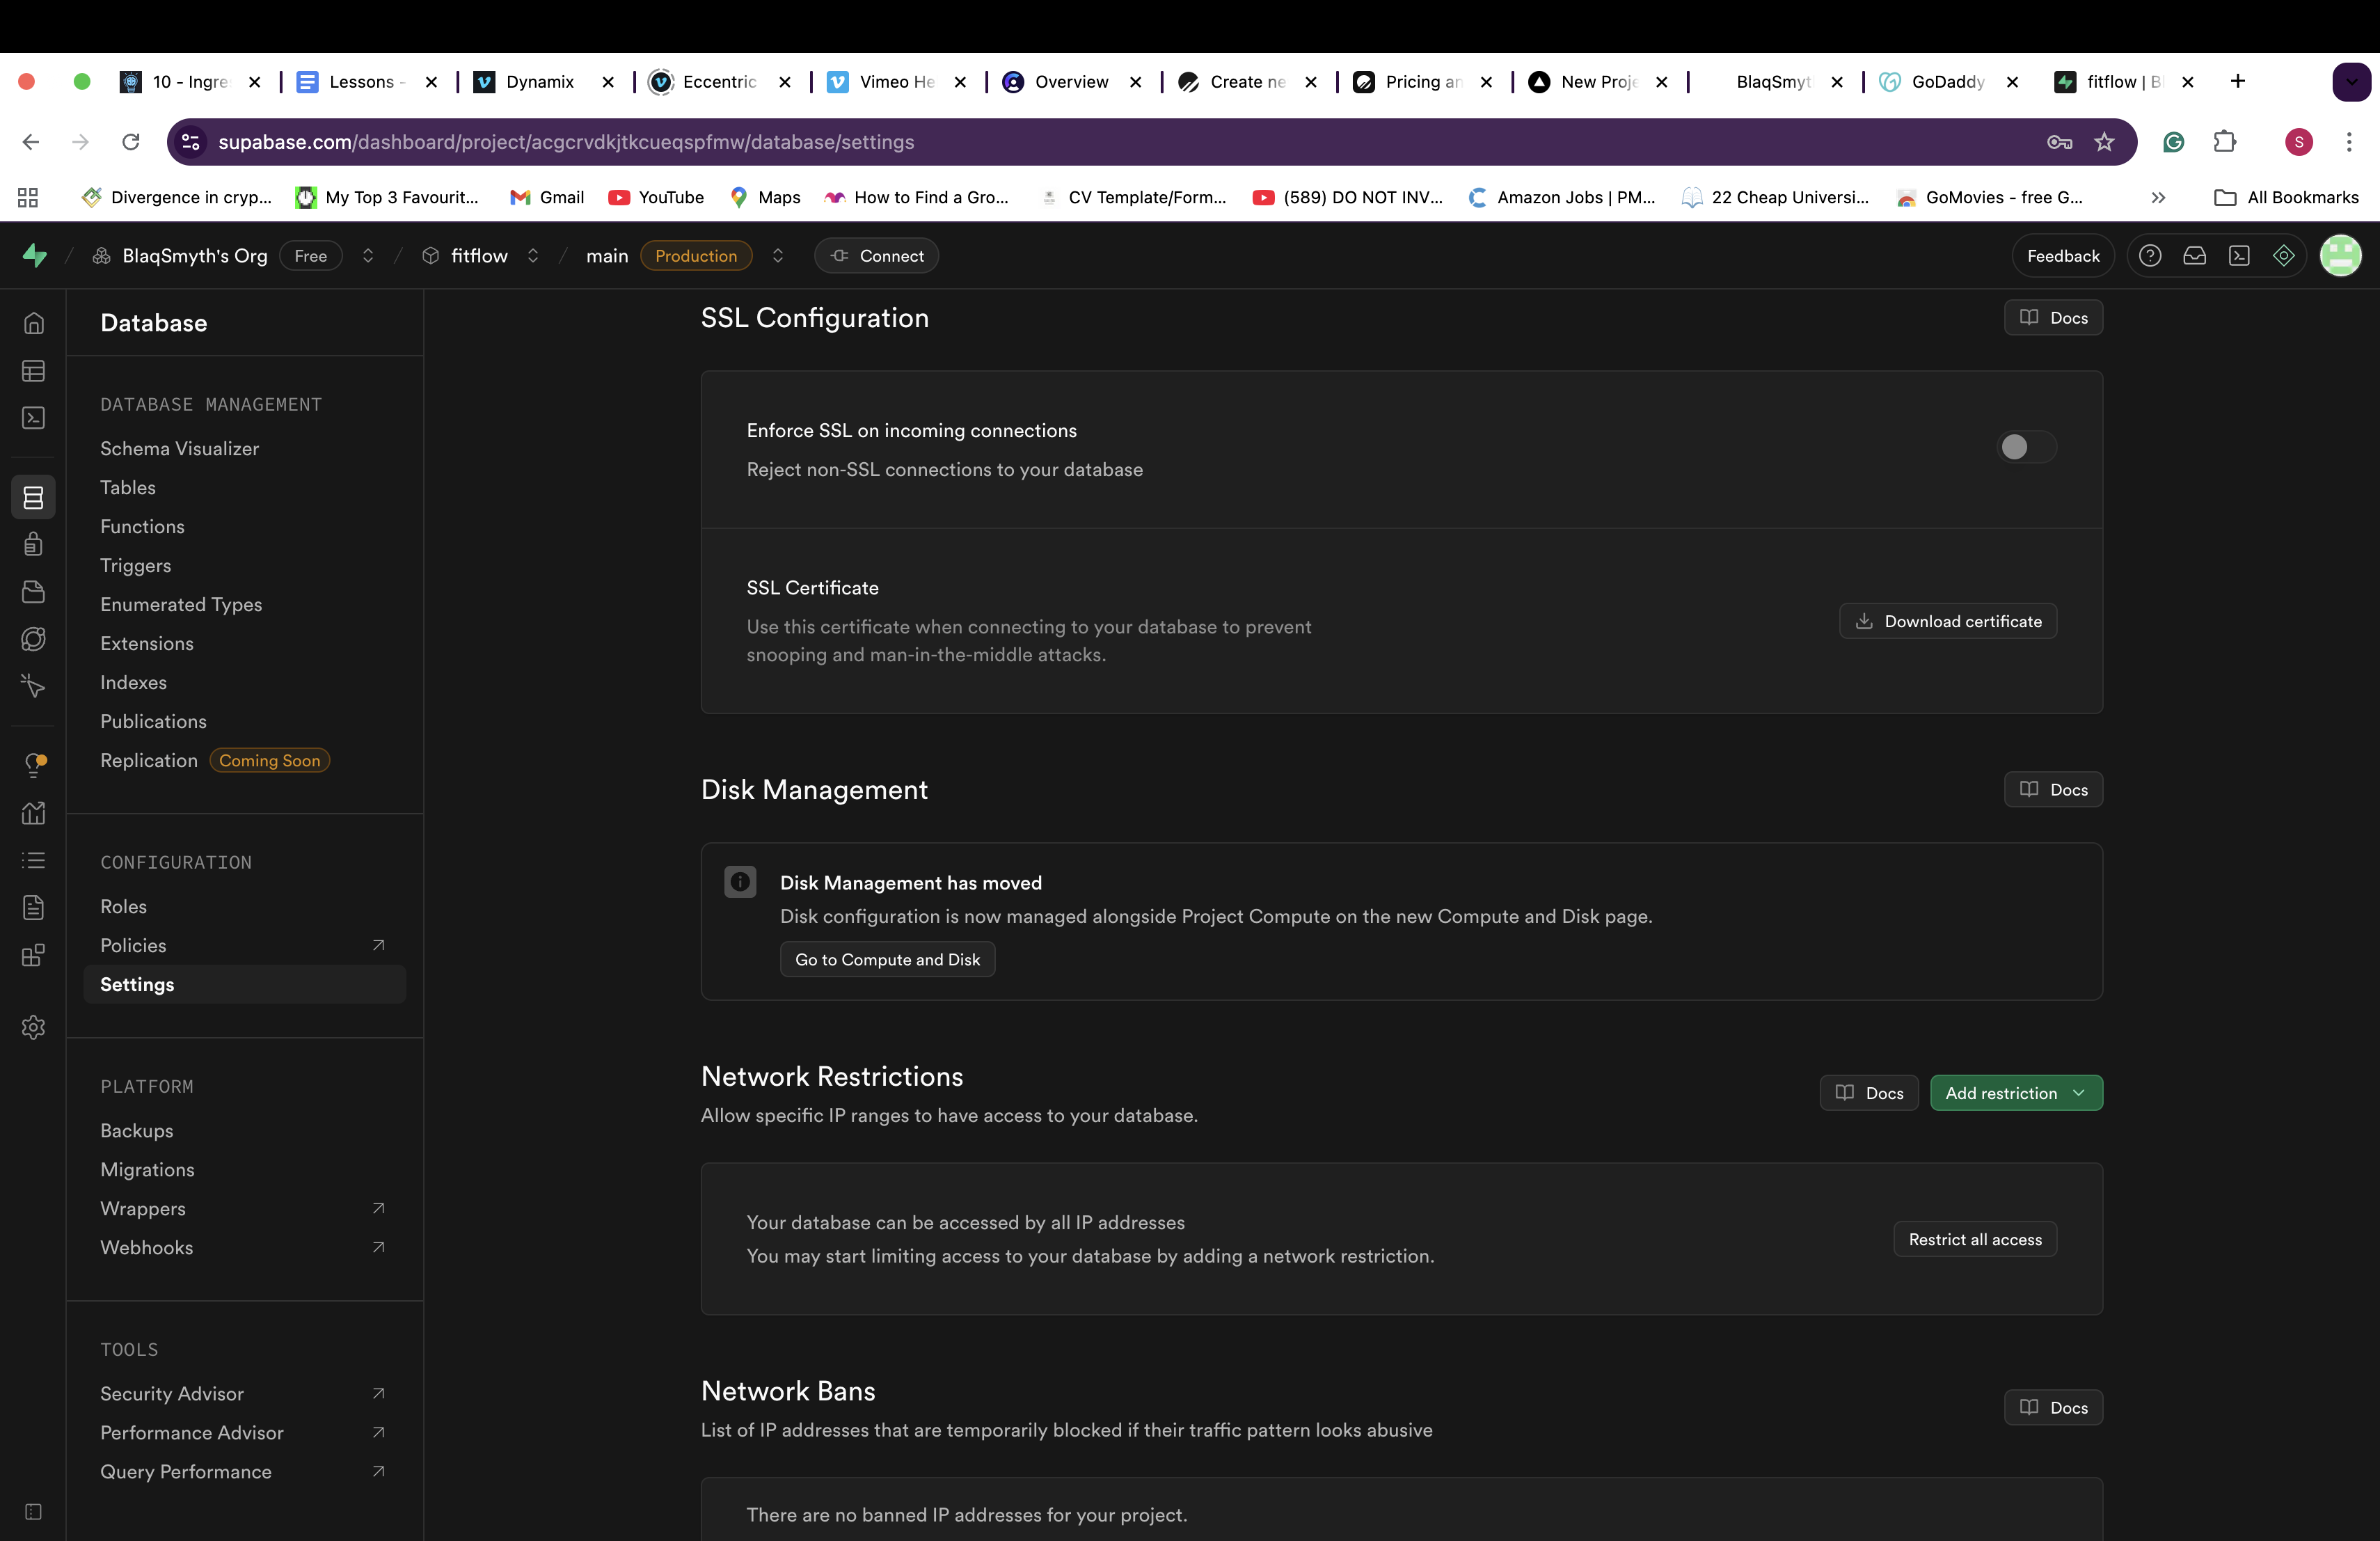 10 - Ingre
Lessons -
Dynamix
Eccentric
Vimeo He
Overview
Create ne
Pricing an
New Proje
BlaqSmyt
GoDaddy
fitflow | Bl
supabase.com/dashboard/project/acgcrvdkjtkcueqspfmw/database/settings
S
Divergence in cryp...
My Top 3 Favourit...
Gmail
YouTube
Maps
How to Find a Gro...
CV Template/Form...
(589) DO NOT INV...
Amazon Jobs | PM...
22 Cheap Universi...
GoMovies - free G...
All Bookmarks
BlaqSmyth's Org
Free
fitflow
main
Production
Connect
Feedback
Database
DATABASE MANAGEMENT
Schema Visualizer
Tables
Functions
Triggers
Enumerated Types
Extensions
Indexes
Publications
Replication
Coming Soon
CONFIGURATION
Roles
Policies
Settings
PLATFORM
Backups
Migrations
Wrappers
Webhooks
TOOLS
Security Advisor
Performance Advisor
Query Performance
SSL Configuration
Docs
Enforce SSL on incoming connections
Reject non-SSL connections to your database
SSL Certificate
Use this certificate when connecting to your database to prevent
snooping and man-in-the-middle attacks.
Download certificate
Disk Management
Docs
Disk Management has moved
Disk configuration is now managed alongside Project Compute on the new Compute and Disk page.
Go to Compute and Disk
Network Restrictions
Allow specific IP ranges to have access to your database.
Docs
Add restriction
Your database can be accessed by all IP addresses
You may start limiting access to your database by adding a network restriction.
Restrict all access
Network Bans
List of IP addresses that are temporarily blocked if their traffic pattern looks abusive
Docs
There are no banned IP addresses for your project.